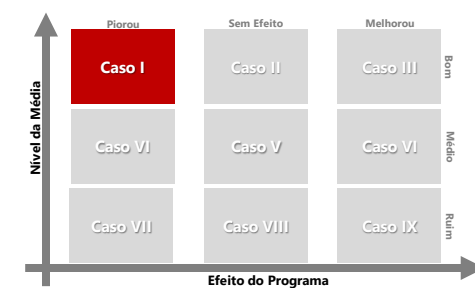 Piorou
Sem Efeito
Melhorou
Nível da Média
Caso I
Caso II
Caso III
Bom
Caso VI
Caso V
Caso VI
Médio
Caso VII
Caso VIII
Caso IX
Ruim
Efeito do Programa